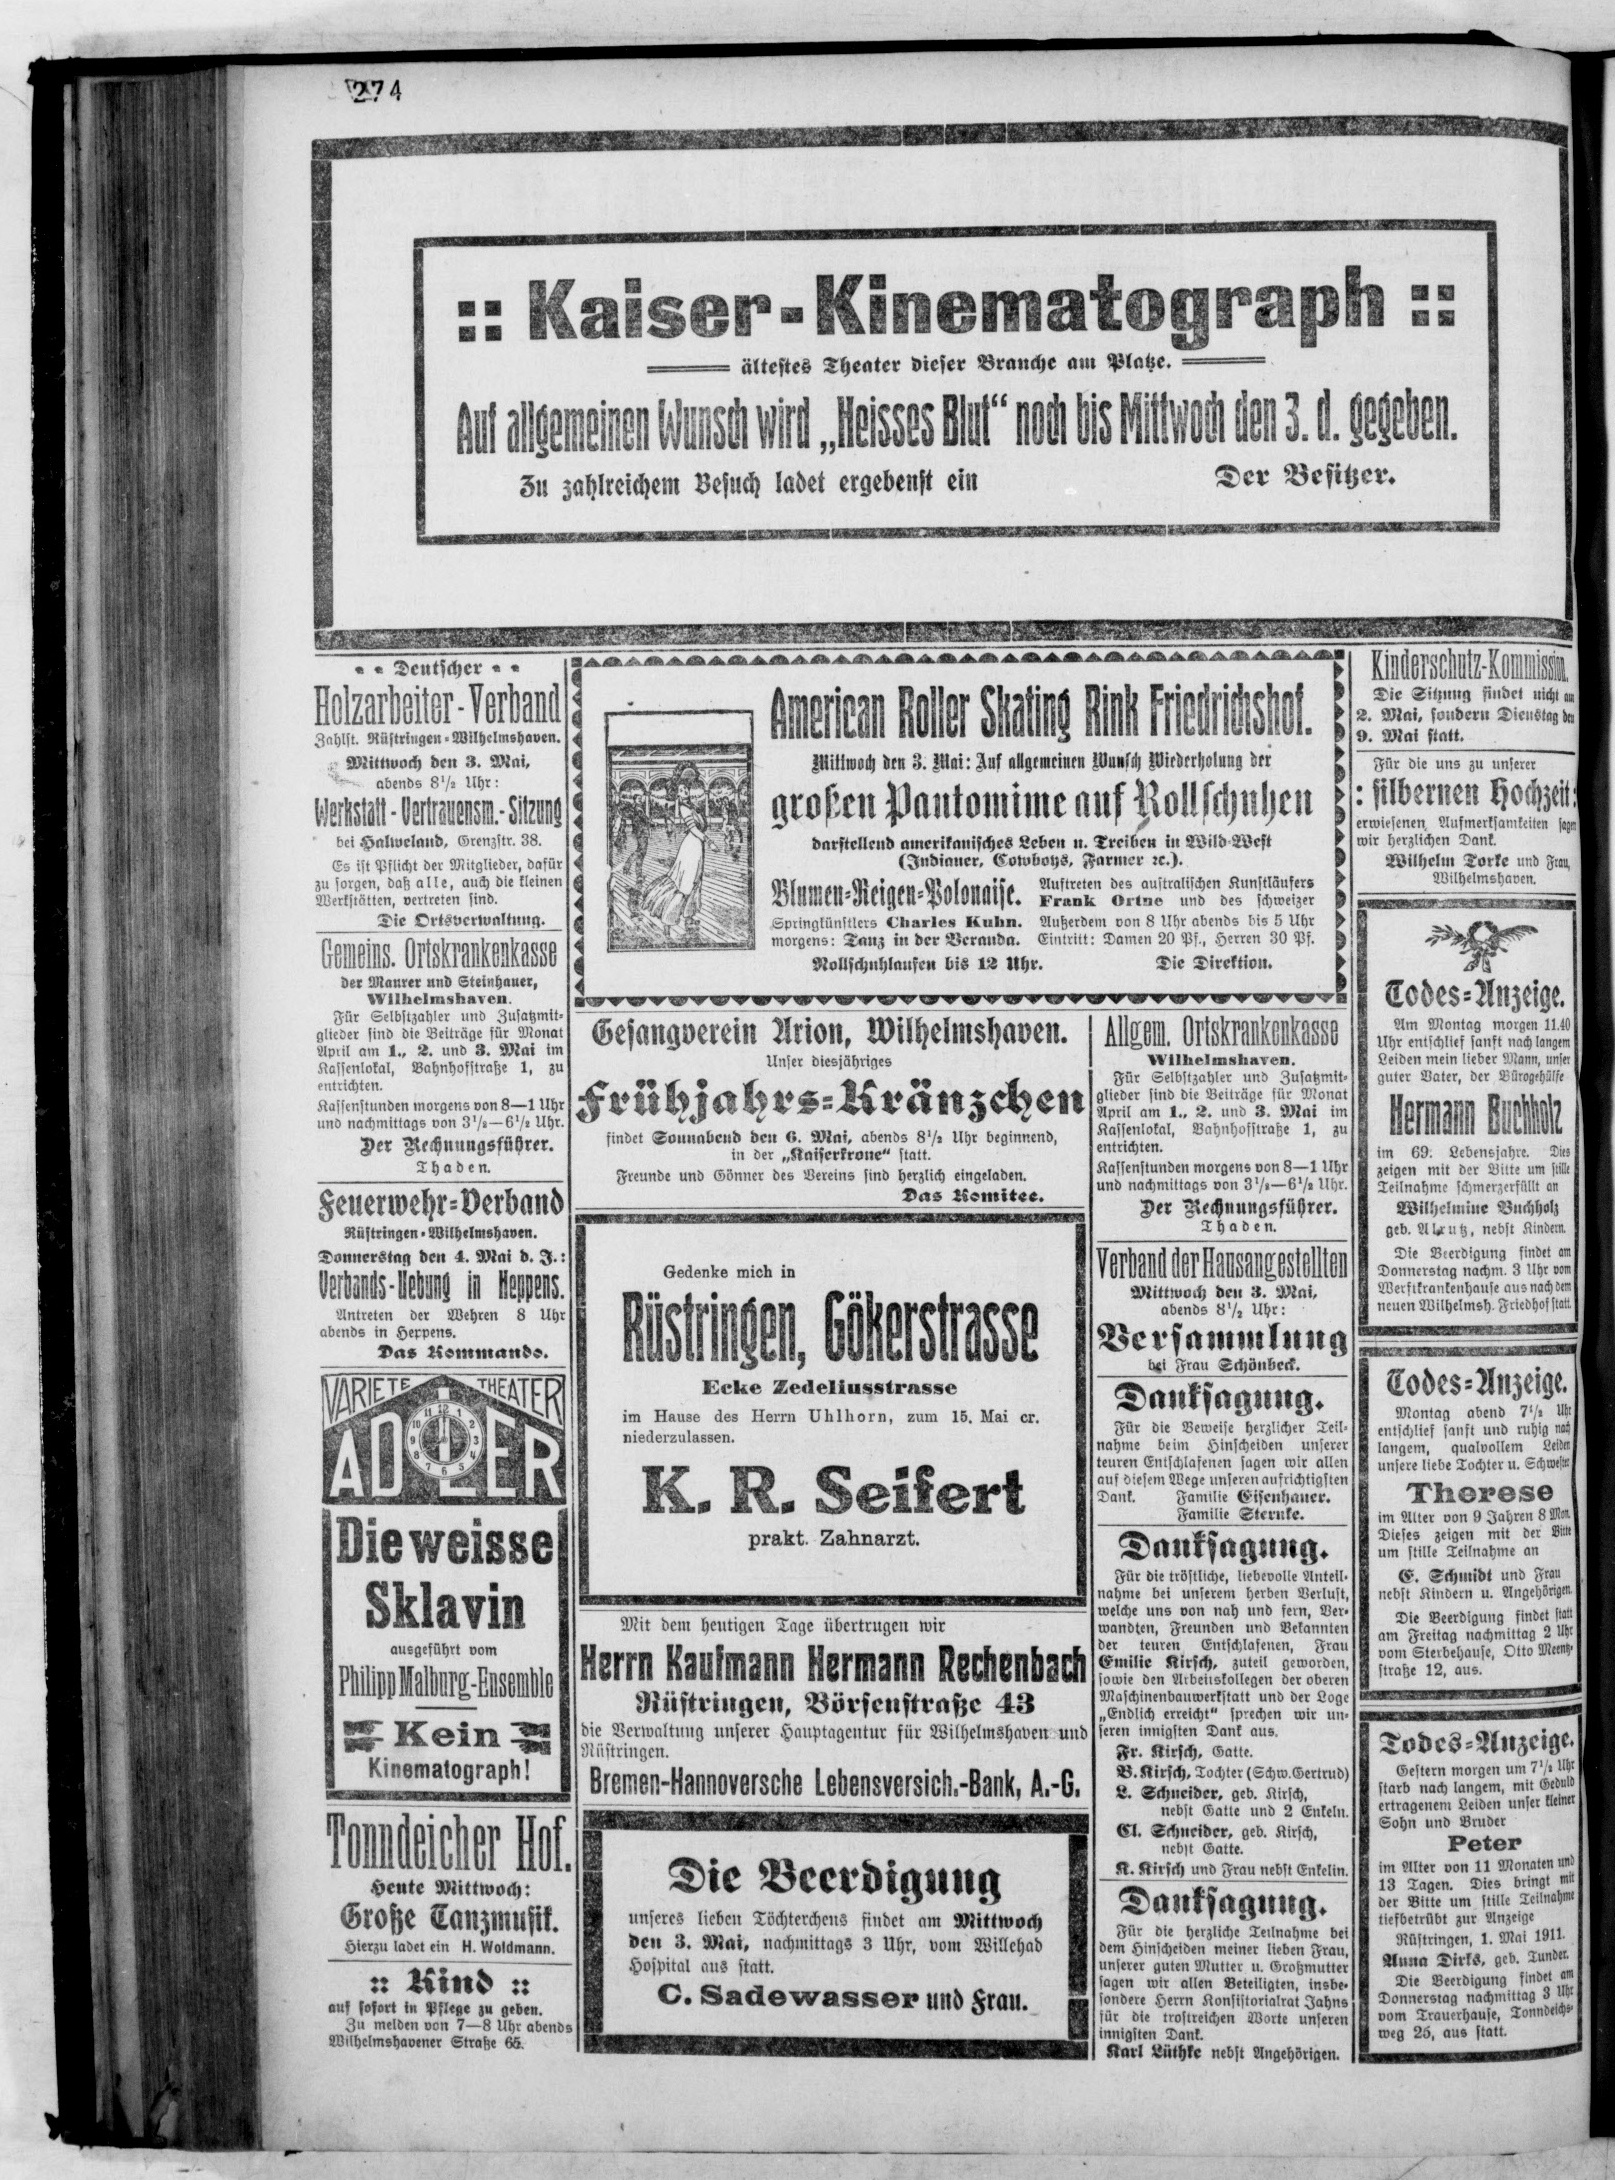 274
:: Kaiser-Kinematograph ::
ältestes Theater dieser Branche am Platze.
Auf allgemeinen Wunsch wird „Heisses Blut“ noch bis Mittwoch den 3. d. gegeben.
Zu zahlreichem Besuch ladet ergebenst ein Der Besitzer.
Deutscher
Holzarbeiter-Verband
Zahlst. Rüstringen-Wilhelmshaven.
Mittwoch den 3. Mai,
abends 8½ Uhr:
Werkstatt-Vertrauensm.-Sitzung
bei Halweland, Grenzstr. 38.
Es ist Pflicht der Mitglieder, dafür
zu sorgen, daß alle, auch die kleinen
Werkstätten, vertreten sind.
Die Ortsverwaltung.
Gemeins. Ortskrankenkasse
der Maurer und Steinhauer,
Wilhelmshaven.
Für Selbstzahler und Zusatzmit-
glieder sind die Beiträge für Monat
April am 1., 2. und 3. Mai im
Kassenlokal, Bahnhofstraße 1, zu
entrichten.
Kassenstunden morgens von 8—1 Uhr
und nachmittags von 3½—6½ Uhr.
Der Rechnungsführer.
Thaden.
Feuerwehr-Verband
Rüstringen-Wilhelmshaven.
Donnerstag den 4. Mai d. J.:
Verbands-Uebung in Heppens.
Antreten der Wehren 8 Uhr
abends in Heppens.
Das Kommando.
VARIETE THEATER
ADLER
Die weisse
Sklavin
ausgeführt vom
Philipp Malburg-Ensemble
Kein
Kinematograph!
Tonndeicher Hof.
Heute Mittwoch:
Große Tanzmusik.
Hierzu ladet ein H. Woldmann.
:: Kind ::
auf sofort in Pflege zu geben.
Zu melden von 7—8 Uhr abends
Wilhelmshavener Straße 65.
American Roller Skating Rink Friedrichshof.
Mittwoch den 3. Mai: Auf allgemeinen Wunsch Wiederholung der
großen Pantomime auf Rollschuhen
darstellend amerikanisches Leben u. Treiben in Wild-West
(Indianer, Cowboys, Farmer ec.).
Blumen-Reigen-Polonaise. Auftreten des australischen Kunstläufers
Frank Ortne und des schweizer
Springkünstlers Charles Kuhn. Außerdem von 8 Uhr abends bis 5 Uhr
morgens: Tanz in der Veranda. Eintritt: Damen 20 Pf., Herren 30 Pf.
Rollschuhlaufen bis 12 Uhr. Die Direktion.
Gesangverein Arion, Wilhelmshaven.
Unser diesjähriges
Frühjahrs-Kränzchen
findet Sonnabend den 6. Mai, abends 8½ Uhr beginnend,
in der „Kaiserkrone“ statt.
Freunde und Gönner des Vereins sind herzlich eingeladen.
Das Komitee.
Gedenke mich in
Rüstringen, Gökerstrasse
Ecke Zedeliusstrasse
im Hause des Herrn Uhlhorn, zum 15. Mai cr.
niederzulassen.
K. R. Seifert
prakt. Zahnarzt.
Mit dem heutigen Tage übertrugen wir
Herrn Kaufmann Hermann Rechenbach
Rüstringen, Börsenstraße 43
die Verwaltung unserer Hauptagentur für Wilhelmshaven und
Rüstringen.
Bremen-Hannoversche Lebensversich.-Bank, A.-G.
Die Beerdigung
unseres lieben Töchterchens findet am Mittwoch
den 3. Mai, nachmittags 3 Uhr, vom Willehad
Hospital aus statt.
C. Sadewasser und Frau.
Allgem. Ortskrankenkasse
Wilhelmshaven.
Für Selbstzahler und Zusatzmit-
glieder sind die Beiträge für Monat
April am 1., 2. und 3. Mai im
Kassenlokal, Bahnhofstraße 1, zu
entrichten.
Kassenstunden morgens von 8—1 Uhr
und nachmittags von 3½—6½ Uhr.
Der Rechnungsführer.
Thaden.
Verband der Hausangestellten
Mittwoch den 3. Mai,
abends 8½ Uhr:
Versammlung
bei Frau Schönbeck.
Danksagung.
Für die Beweise herzlicher Teil-
nahme beim Hinscheiden unserer
teuren Entschlafenen sagen wir allen
auf diesem Wege unseren aufrichtigsten
Dank. Familie Eisenhauer.
Familie Sternke.
Danksagung.
Für die tröstliche, liebevolle Anteil-
nahme bei unserem herben Verlust,
welche uns von nah und fern, Ver-
wandten, Freunden und Bekannten
der teuren Entschlafenen, Frau
Emilie Kirsch, zuteil geworden,
sowie den Arbeitskollegen der oberen
Maschinenbauwerkstatt und der Loge
„Endlich erreicht“ sprechen wir un-
seren innigsten Dank aus.
Fr. Kirsch, Gatte.
B. Kirsch, Tochter (Schw. Gertrud)
L. Schneider, geb. Kirsch,
nebst Gatte und 2 Enkeln.
Cl. Schneider, geb. Kirsch,
nebst Gatte.
K. Kirsch und Frau nebst Enkelin.
Danksagung.
Für die herzliche Teilnahme bei
dem Hinscheiden meiner lieben Frau,
unserer guten Mutter u. Großmutter
sagen wir allen Beteiligten, insbe-
sondere Herrn Konsistorialrat Jahns
für die trostreichen Worte unseren
innigsten Dank.
Karl Lüthke nebst Angehörigen.
Kinderschutz-Kommission.
Die Sitzung findet nicht am
2. Mai, sondern Dienstag den
9. Mai statt.
Für die uns zu unserer
: silbernen Hochzeit :
erwiesenen Aufmerksamkeiten sagen
wir herzlichen Dank.
Wilhelm Torke und Frau,
Wilhelmshaven.
Todes-Anzeige.
Am Montag morgen 11.40
Uhr entschlief sanft nach langem
Leiden mein lieber Mann, unser
guter Vater, der Bürogehülfe
Hermann Buchholz
im 69. Lebensjahre. Dies
zeigen mit der Bitte um stille
Teilnahme schmerzerfüllt an
Wilhelmine Buchholz
geb. nebst Kindern.
Die Beerdigung findet am
Donnerstag nachm. 3 Uhr vom
Werftkrankenhause aus nach dem
neuen Wilhelmsh. Friedhof statt.
Todes-Anzeige.
Montag abend 7½ Uhr
entschlief sanft und ruhig nach
langem, qualvollem Leiden
unsere liebe Tochter u. Schwester
Therese
im Alter von 9 Jahren 8 Mon.
Dieses zeigen mit der Bitte
um stille Teilnahme an
E. Schmidt und Frau
nebst Kindern u. Angehörigen.
Die Beerdigung findet statt
am Freitag nachmittag 2 Uhr
vom Sterbehause, Otto Meentz-
straße 12, aus.
Todes-Anzeige.
Gestern morgen um 7½ Uhr
starb nach langem, mit Geduld
ertragenem Leiden unser kleiner
Sohn und Bruder
Peter
im Alter von 11 Monaten und
13 Tagen. Dies bringt mit
der Bitte um stille Teilnahme
tiefbetrübt zur Anzeige
Rüstringen, 1. Mai 1911.
Anna Dirks, geb. Tunder.
Die Beerdigung findet am
Donnerstag nachmittag 3 Uhr
vom Trauerhause, Tonndeichs-
weg 25, aus statt.